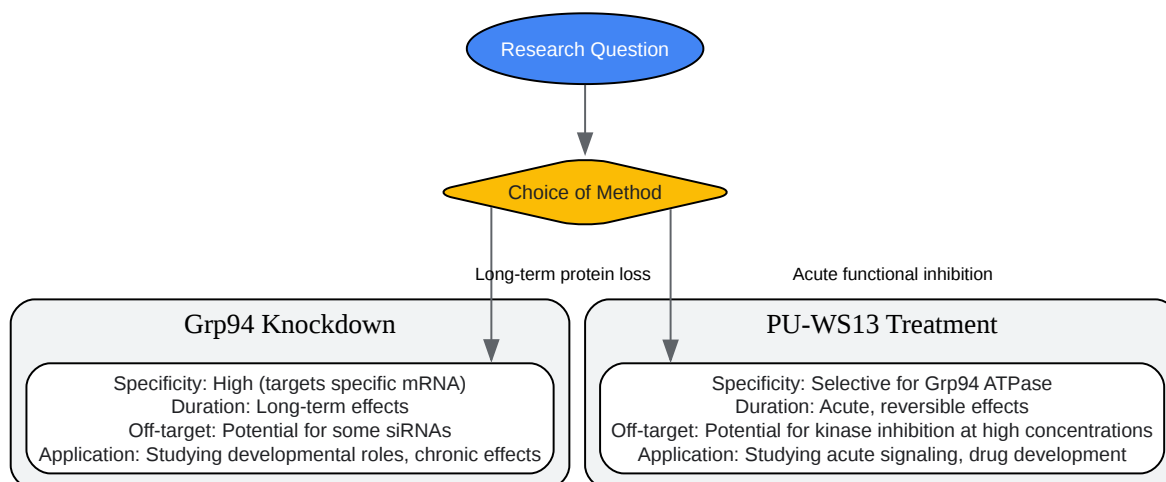 Research Question
Choice of Method
Long-term protein loss
Acute functional inhibition
Grp94 Knockdown
Specificity: High (targets specific mRNA)
Duration: Long-term effects
Off-target: Potential for some siRNAs
Application: Studying developmental roles, chronic effects
PU-WS13 Treatment
Specificity: Selective for Grp94 ATPase
Duration: Acute, reversible effects
Off-target: Potential for kinase inhibition at high concentrations
Application: Studying acute signaling, drug development